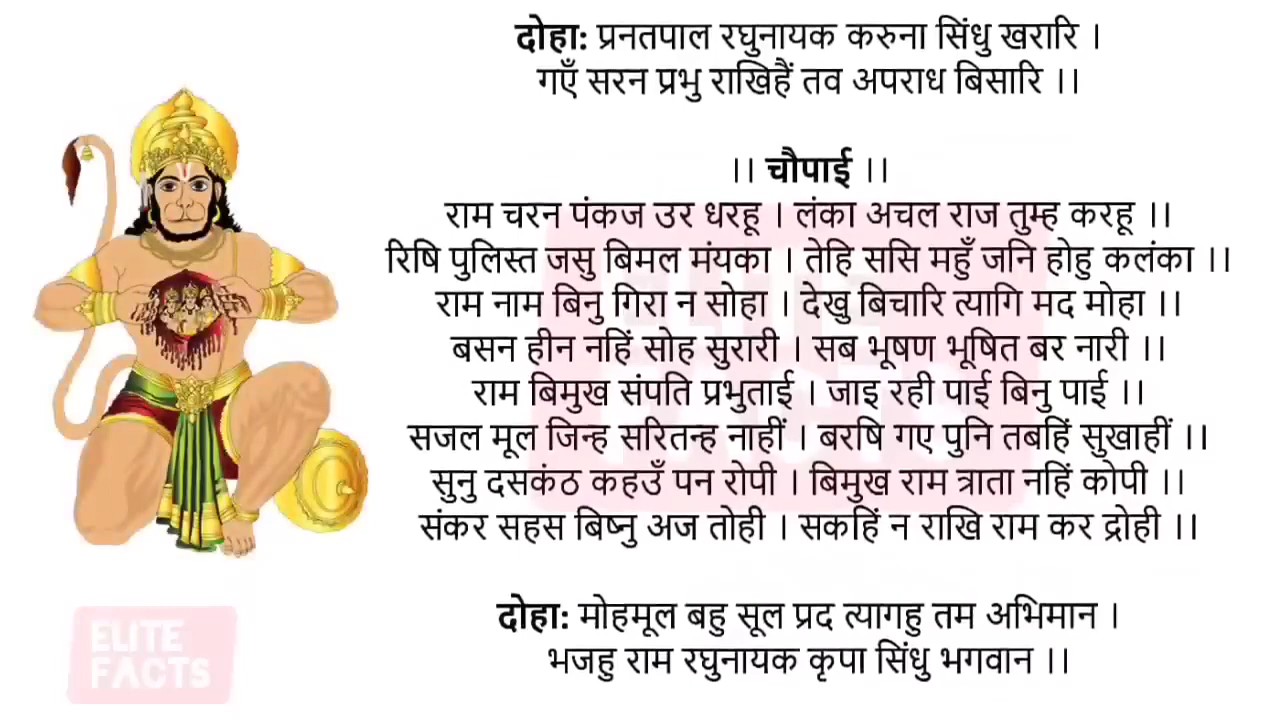 दोहा: प्रनतपाल रघुनायक करुना सिंधु खरारि ।
गएँ सरन प्रभु राखिहैं तव अपराध बिसारि ।।
।। चौपाई ।।
राम चरन पंकज उर धरहू । लंका अचल राज तुम्ह करहू ।।
रिषि पुलिस्त जसु बिमल मंयका । तेहि ससि महुँ जनि होहु कलंका ।।
राम नाम बिनु गिरा न सोहा । देखु बिचारि त्यागि मद मोहा ।।
बसन हीन नहिं सोह सुरारी । सब भूषण भूषित बर नारी ।।
राम बिमुख संपति प्रभुताई । जाइ रही पाई बिनु पाई ।।
सजल मूल जिन्ह सरितन्ह नाहीं । बरषि गए पुनि तबहिं सुखाहीं ।।
सुनु दसकंठ कहउँ पन रोपी । बिमुख राम त्राता नहिं कोपी ।।
संकर सहस बिष्नु अज तोही । सकहिं न राखि राम कर द्रोही ।।
दोहा: मोहमूल बहु सूल प्रद त्यागहु तम अभिमान ।
भजहु राम रघुनायक कृपा सिंधु भगवान ।।
ELITE
FACTS